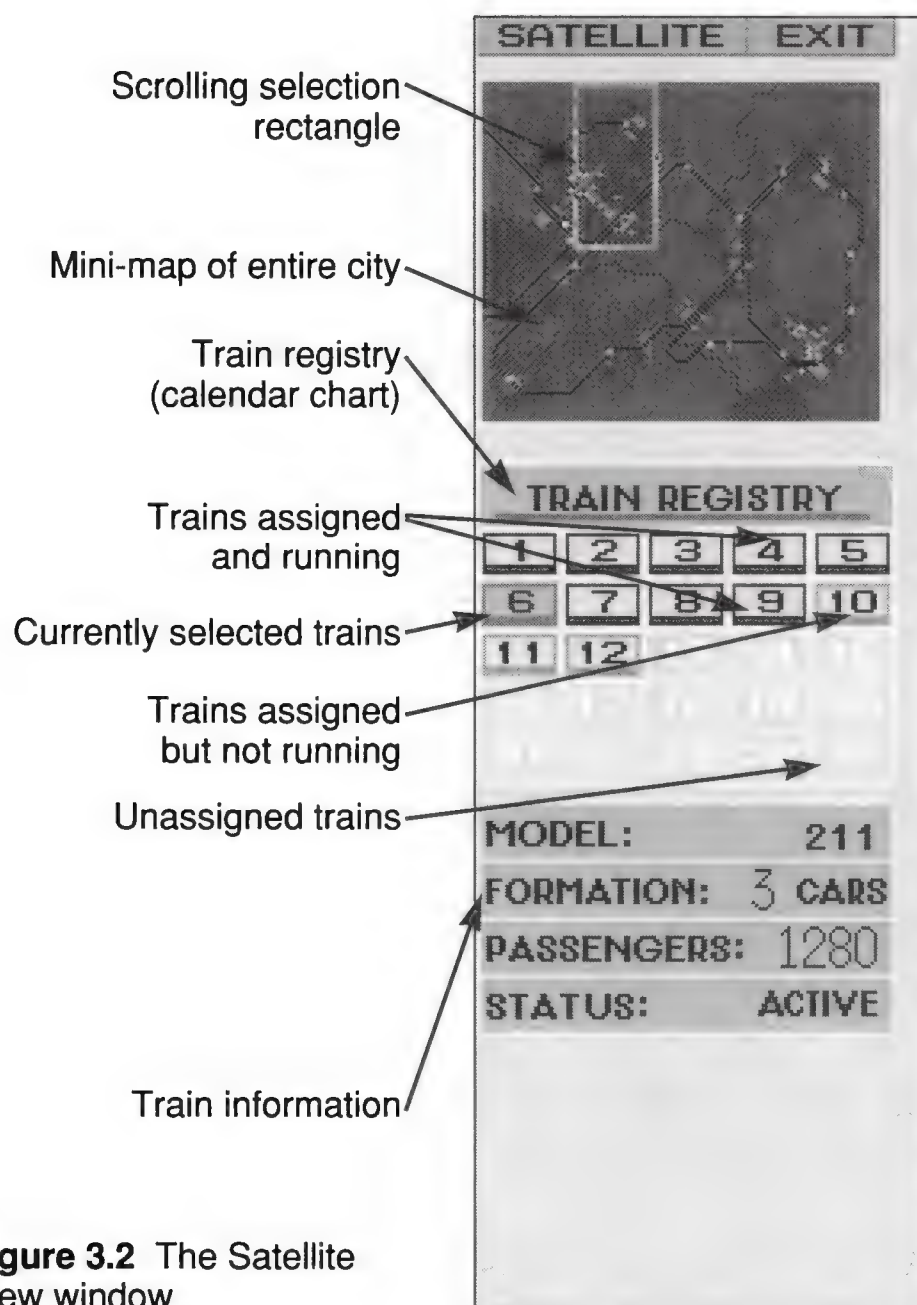 SATELLITE EXIT
Scrolling selection
rectangle
Mini-map of entire city
Train registry
(calendar chart)
TRAIN REGISTRY
Trains assigned
and running
1 2 3 4 5
Currently selected trains
6 7 8 9 10
11 12
Trains assigned
but not running
Unassigned trains
MODEL: 211
FORMATION: 3 CARS
PASSENGERS: 1280
STATUS: ACTIVE
Train information
gure 3.2 The Satellite
ew window